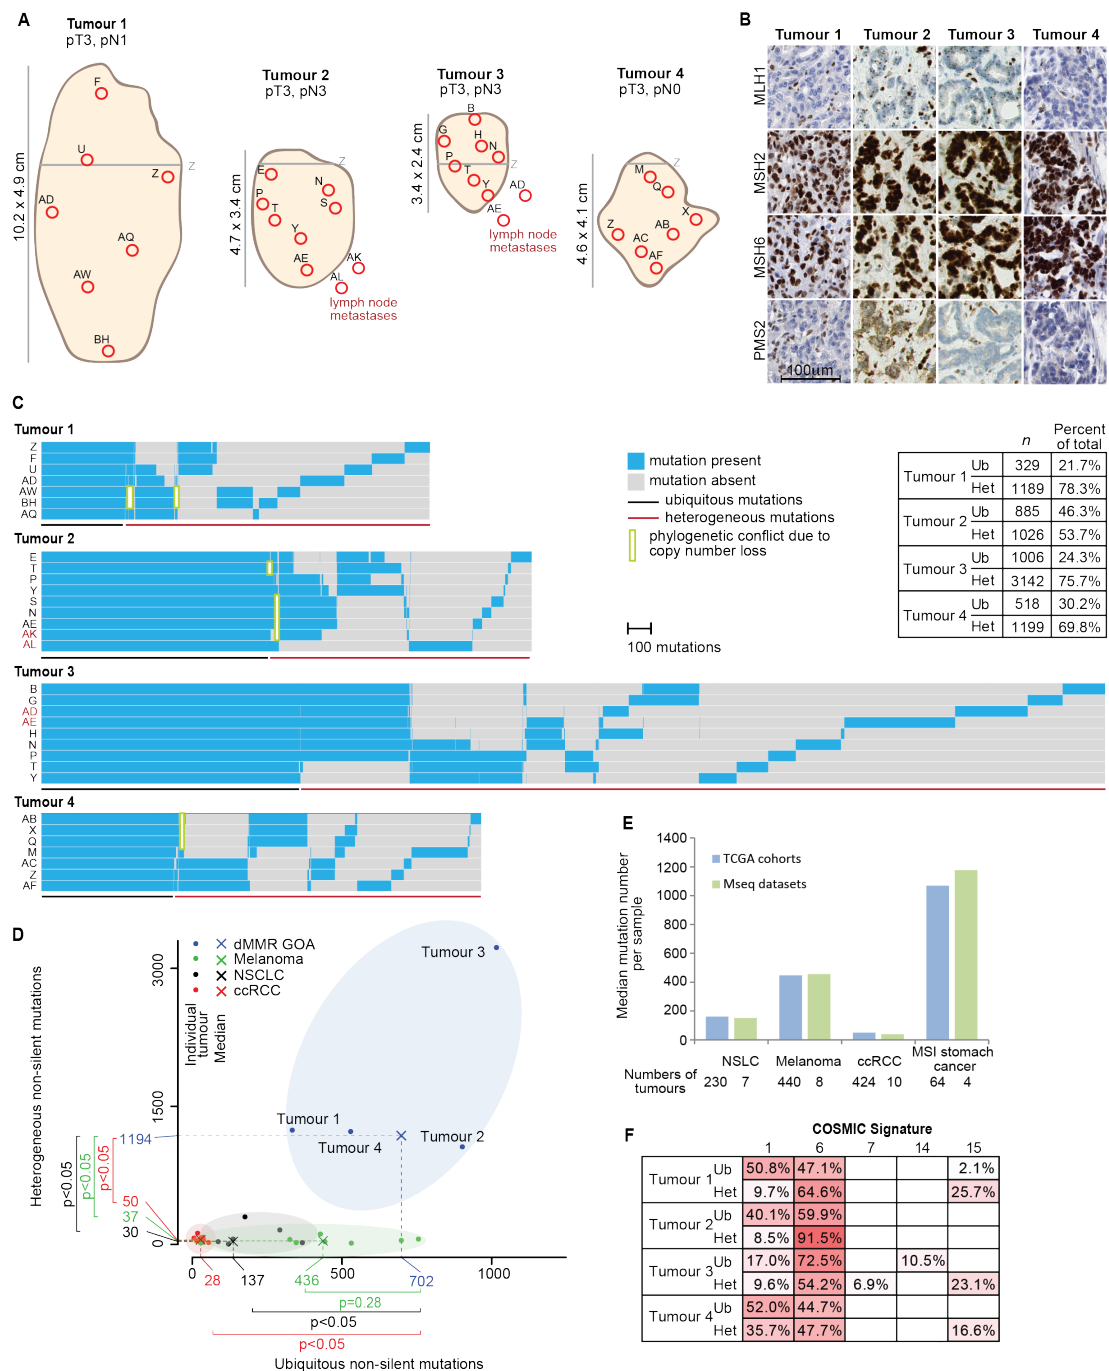 A
Tumour 1
pT3, pN1
Tumour 2
pT3, pN3
Tumour 3
pT3, pN3
Tumour 4
pT3, pN0
10.2 x 4.9 cm
F
U
Z
Z
AD
AQ
AW
BH
4.7 x 3.4 cm
Z
E
N
P
S
T
Y
AE
AK
AL
lymph node
metastases
3.4 x 2.4 cm
B
G
H
N
P
Z
T
Y
AD
AE
lymph node
metastases
4.6 x 4.1 cm
M
Q
X
Z
AB
AC
AF
B
Tumour 1 Tumour 2 Tumour 3 Tumour 4
MLH1
MSH2
MSH6
PMS2
100um
C
Tumour 1
Z
F
U
AD
AW
BH
AQ
Tumour 2
E
T
P
Y
S
N
AE
AK
AL
Tumour 3
B
G
AD
AE
H
N
P
T
Y
Tumour 4
AB
X
Q
M
AC
Z
AF
mutation present
mutation absent
ubiquitous mutations
heterogeneous mutations
phylogenetic conflict due to
copy number loss
100 mutations
n Percent of total
Tumour 1 Ub 329 21.7%
Het 1189 78.3%
Tumour 2 Ub 885 46.3%
Het 1026 53.7%
Tumour 3 Ub 1006 24.3%
Het 3142 75.7%
Tumour 4 Ub 518 30.2%
Het 1199 69.8%
D
Heterogeneous non-silent mutations
3000
1500
0
dMMR GOA
Melanoma
NSCLC
ccRCC
Individual
tumour
Median
Tumour 3
Tumour 1
Tumour 4
Tumour 2
1194
50
37
30
p<0.05
p<0.05
p<0.05
0 500 1000
28 137 436 702
p=0.28
p<0.05
p<0.05
Ubiquitous non-silent mutations
E
Median mutation number
per sample
1400
1200
1000
800
600
400
200
0
TCGA cohorts
Mseq datasets
NSLC Melanoma ccRCC MSI stomach
cancer
Numbers of
tumours
230 7 440 8 424 10 64 4
F
COSMIC Signature
1 6 7 14 15
Tumour 1 Ub 50.8% 47.1% 2.1%
Het 9.7% 64.6% 25.7%
Tumour 2 Ub 40.1% 59.9%
Het 8.5% 91.5%
Tumour 3 Ub 17.0% 72.5% 10.5%
Het 9.6% 54.2% 6.9% 23.1%
Tumour 4 Ub 52.0% 44.7%
Het 35.7% 47.7% 16.6%